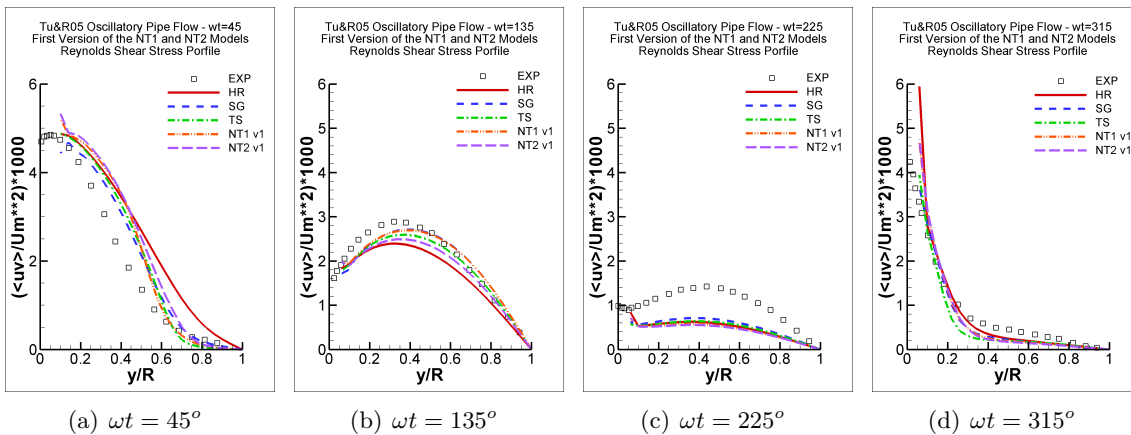 Tu&R05 Oscillatory Pipe Flow - wt=45
First Version of the NT1 and NT2 Models
Reynolds Shear Stress Porfile
EXP
HR
SG
TS
NT1 v1
NT2 v1
(<uv>/Um**2)*1000
6
5
4
3
2
1
0
0 0.2 0.4 0.6 0.8 1
y/R
(a) ωt = 45°
Tu&R05 Oscillatory Pipe Flow - wt=135
First Version of the NT1 and NT2 Models
Reynolds Shear Stress Porfile
EXP
HR
SG
TS
NT1 v1
NT2 v1
(<uv>/Um**2)*1000
6
5
4
3
2
1
0
0 0.2 0.4 0.6 0.8 1
y/R
(b) ωt = 135°
Tu&R05 Oscillatory Pipe Flow - wt=225
First Version of the NT1 and NT2 Models
Reynolds Shear Stress Porfile
EXP
HR
SG
TS
NT1 v1
NT2 v1
(<uv>/Um**2)*1000
6
5
4
3
2
1
0
0 0.2 0.4 0.6 0.8 1
y/R
(c) ωt = 225°
Tu&R05 Oscillatory Pipe Flow - wt=315
First Version of the NT1 and NT2 Models
Reynolds Shear Stress Porfile
EXP
HR
SG
TS
NT1 v1
NT2 v1
(<uv>/Um**2)*1000
6
5
4
3
2
1
0
0 0.2 0.4 0.6 0.8 1
y/R
(d) ωt = 315°